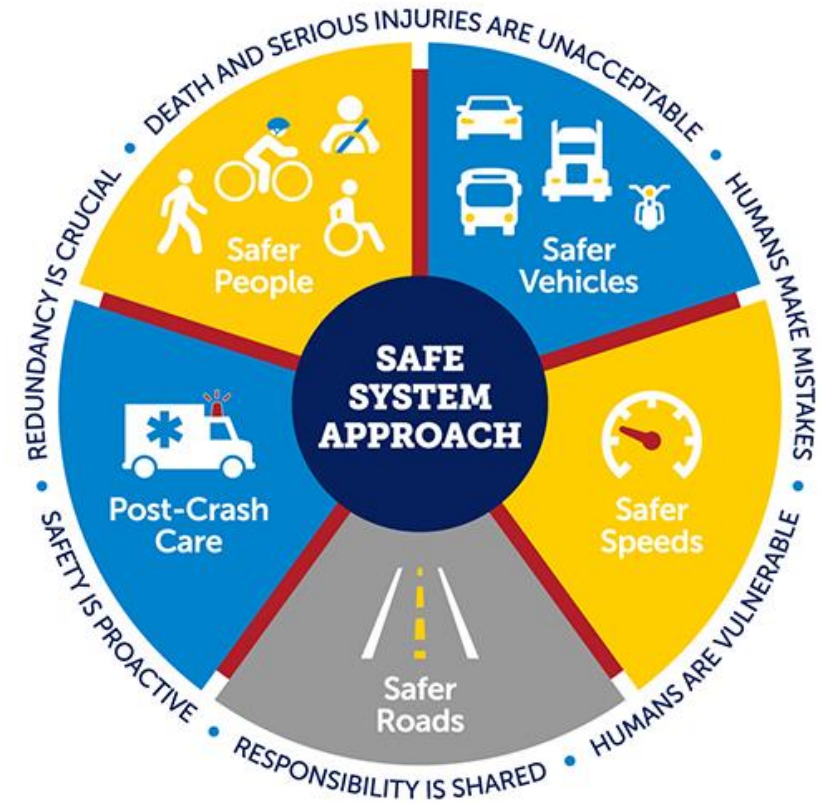 DEATH AND SERIOUS INJURIES ARE UNACCEPTABLE
HUMANS MAKE MISTAKES
HUMANS ARE VULNERABLE
RESPONSIBILITY IS SHARED
SAFETY IS PROACTIVE
REDUNDANCY IS CRUCIAL
Safer
People
Safer
Vehicles
SAFE
SYSTEM
APPROACH
Post-Crash
Care
Safer
Speeds
Safer
Roads